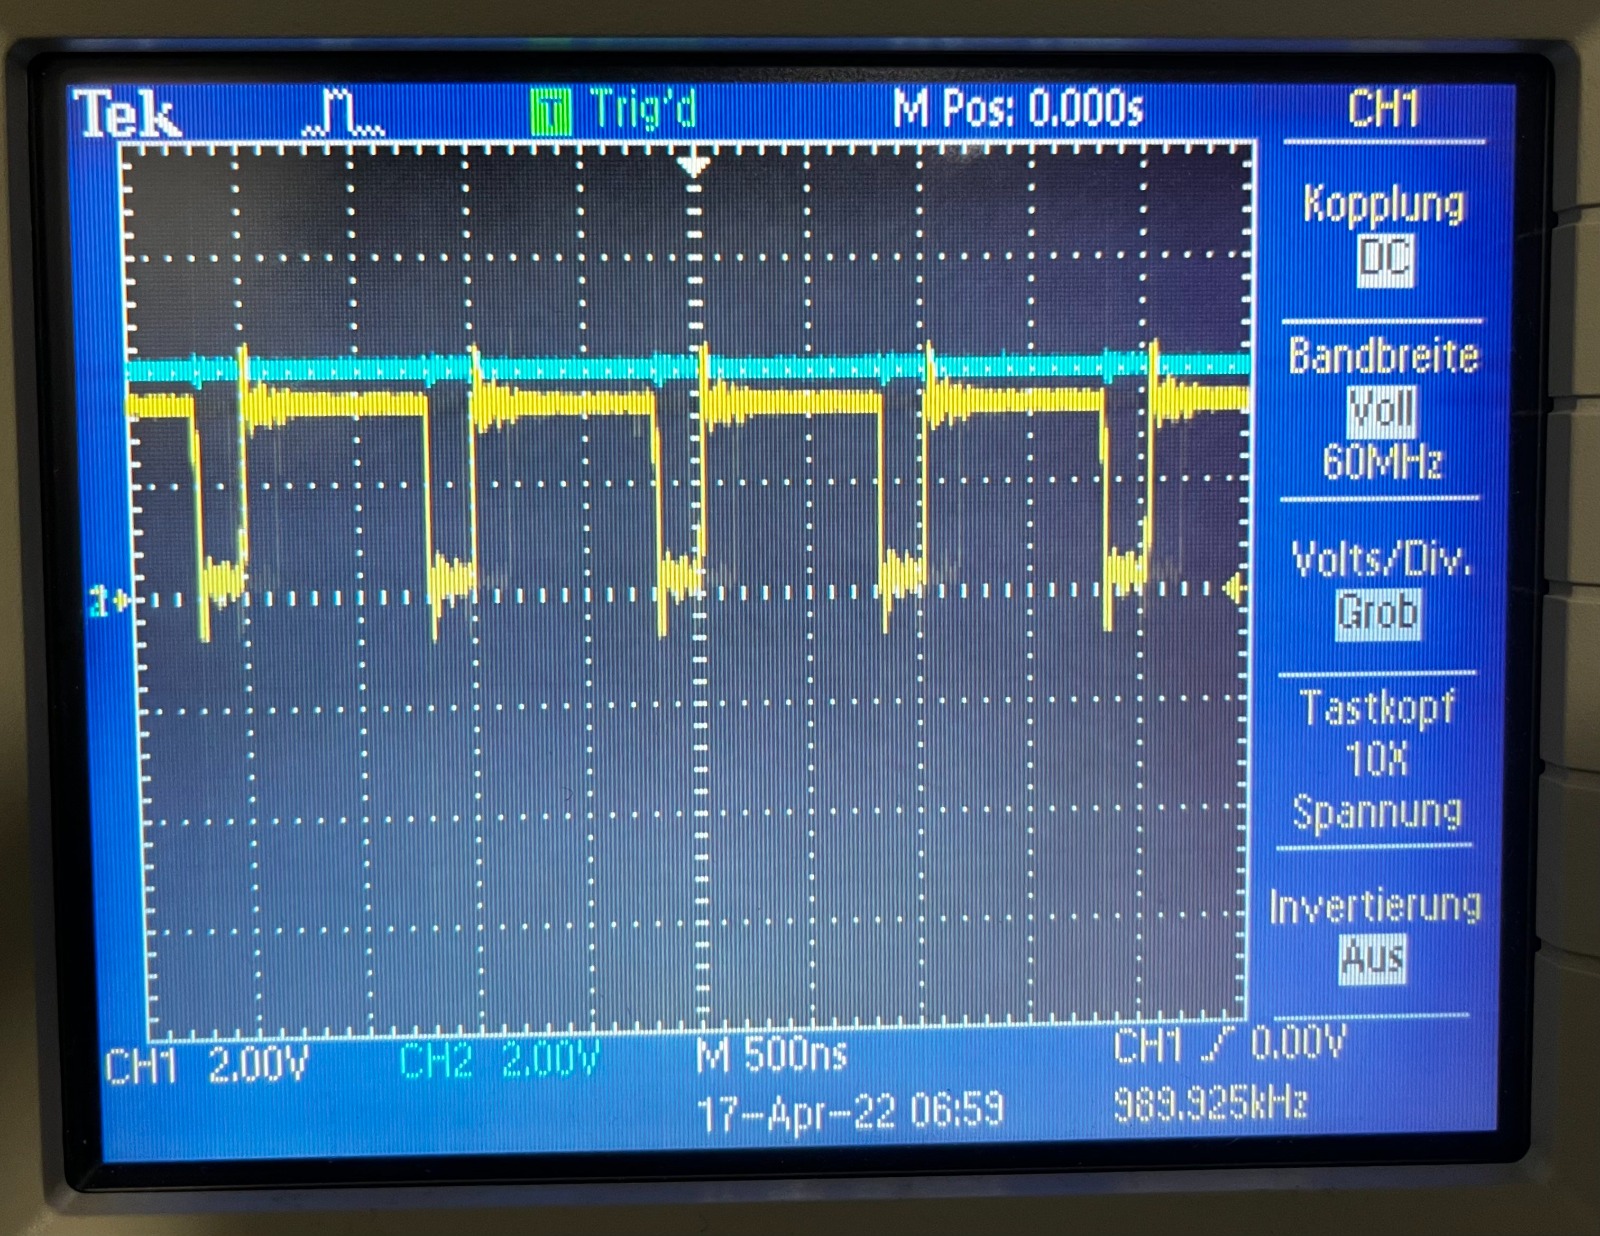 Tek T Trig'd M Pos: 0.000s CH1
Kopplung
DC
Bandbreite
Voll
60MHz
Volts/Div.
Grob
Tastkopf
10X
Spannung
Invertierung
Aus
CH1 2.00V CH2 2.00V M 500ns CH1 0.00V
17-Apr-22 06:59 989.925kHz